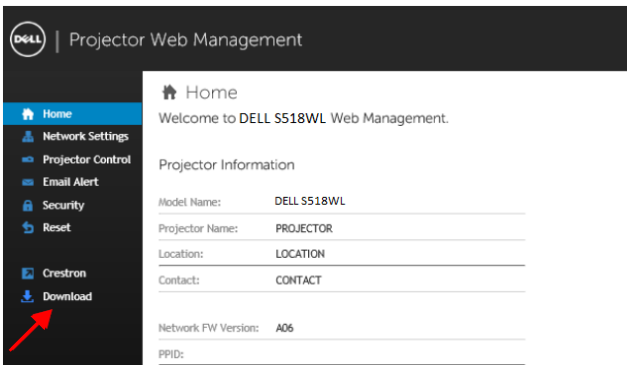 DELL | Projector Web Management
Home
Welcome to DELL S518WL Web Management.
Home
Network Settings
Projector Control
Email Alert
Security
Reset
Crestron
Download
Projector Information
Model Name: DELL S518WL
Projector Name: PROJECTOR
Location: LOCATION
Contact: CONTACT
Network FW Version: A06
PPID: